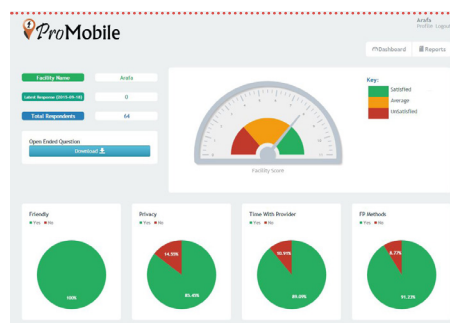 Arafa
Profile Logout
ProMobile
Dashboard Reports
Facility Name Arafa
Latest Response (2019-09-18) 0
Total Respondents 64
Open Ended Question
Download
Key:
Satisfied
Average
Unsatisfied
Facility Score
Friendly
Yes No
100%
Privacy
Yes No
14.55%
85.45%
Time With Provider
Yes No
10.91%
89.09%
FP Methods
Yes No
8.77%
91.23%